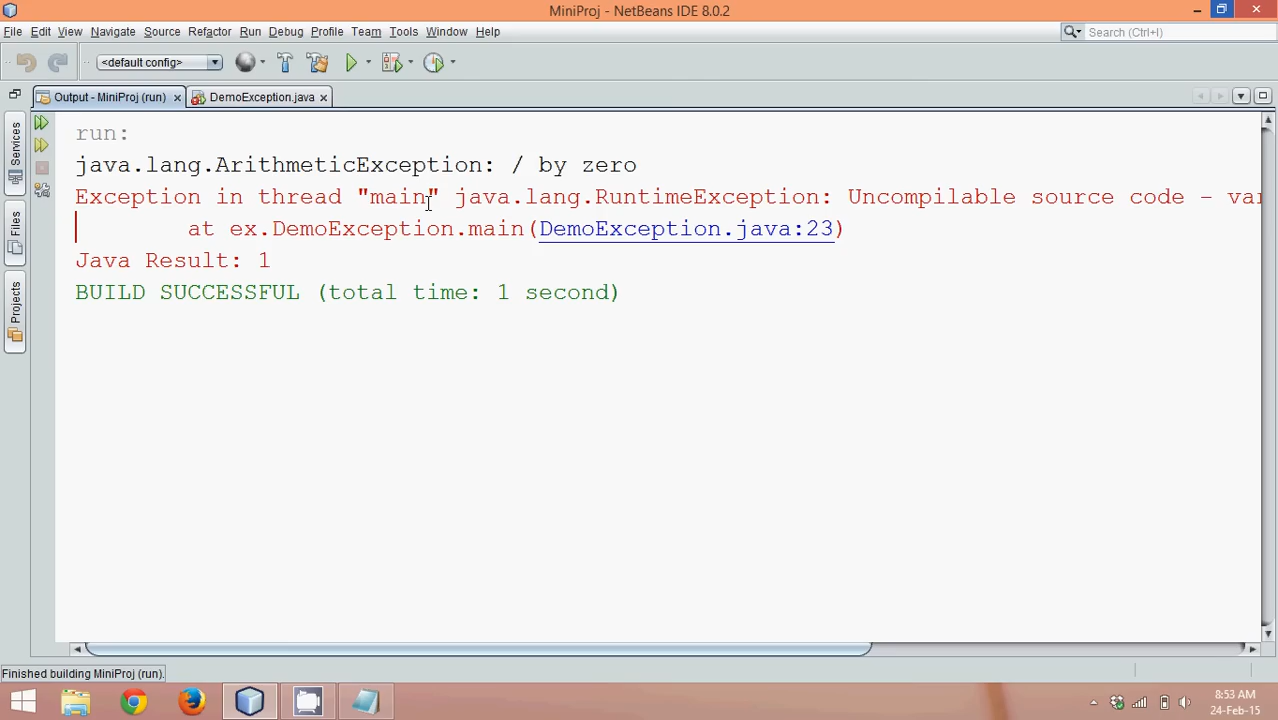 MiniProj - NetBeans IDE 8.0.2
File Edit View Navigate Source Refactor Run Debug Profile Team Tools Window Help
Search (Ctrl+I)
<default config>
Output - MiniProj (run) DemoException.java
run:
java.lang.ArithmeticException: / by zero
Exception in thread "main" java.lang.RuntimeException: Uncompilable source code - va
at ex.DemoException.main(DemoException.java:23)
Java Result: 1
BUILD SUCCESSFUL (total time: 1 second)
Services
Files
Projects
Finished building MiniProj (run).
8:53 AM
24-Feb-15